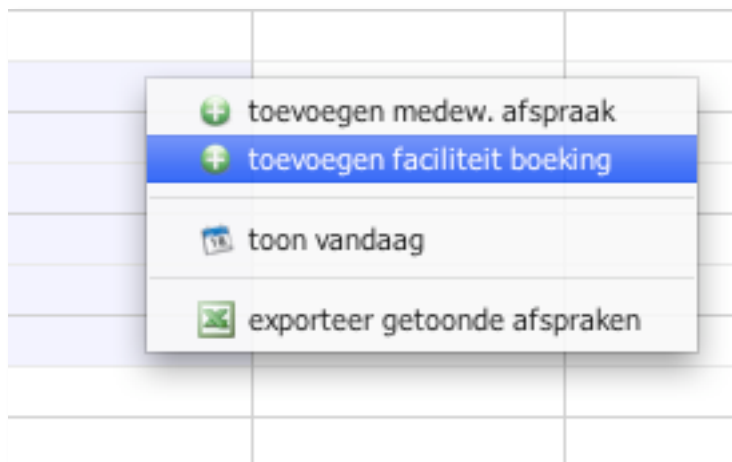 toevoegen medew. afspraak
toevoegen faciliteit boeking
toon vandaag
exporteer getoonde afspraken